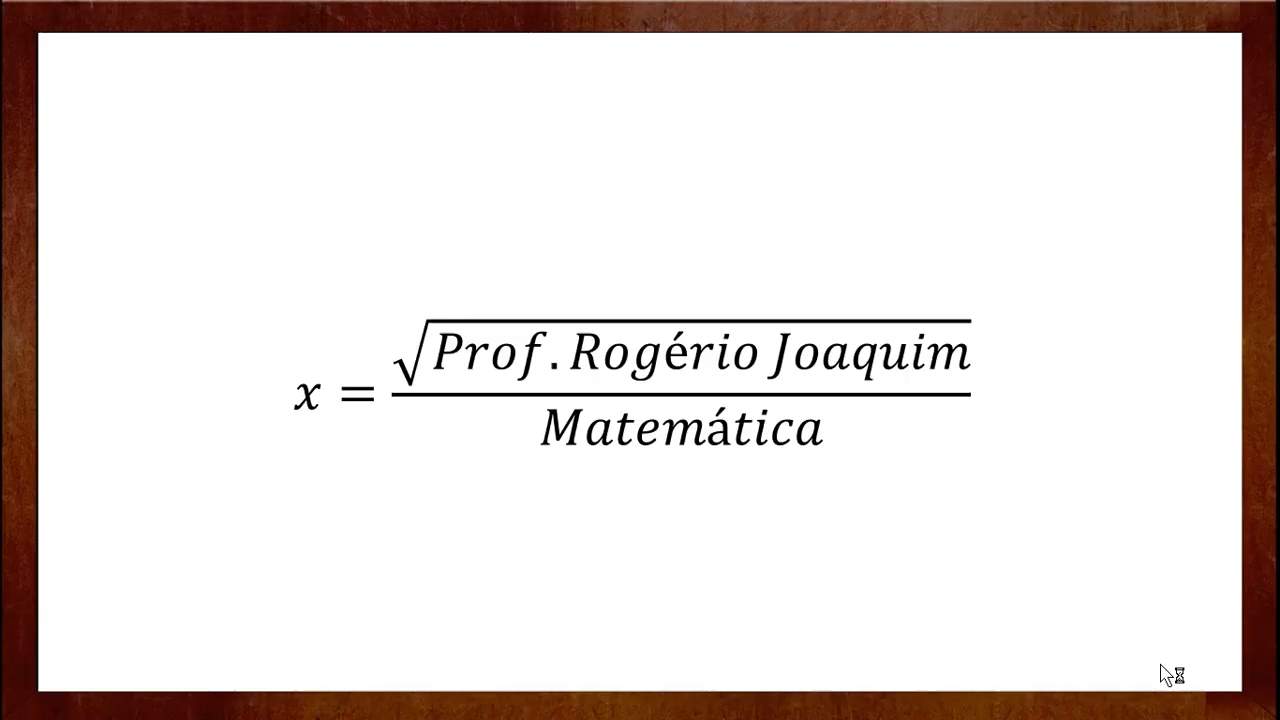 x = √Prof. Rogério Joaquim
Matemática